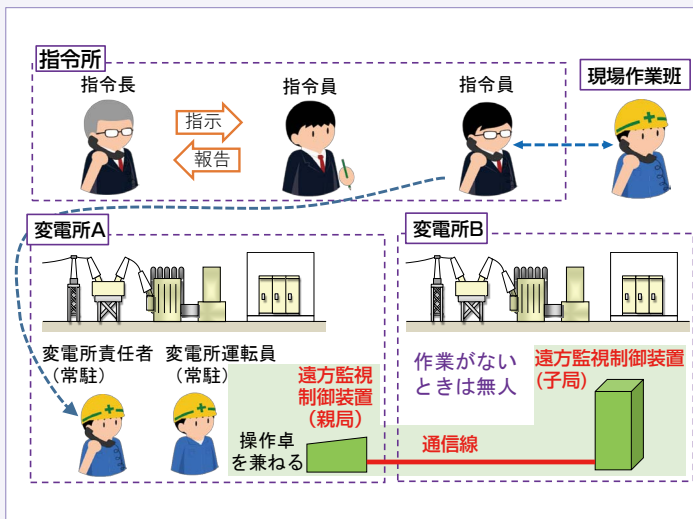 指令所
指令長
指令員
指令員
現場作業班
指示
報告
変電所A
変電所B
変電所責任者
(常駐)
変電所運転員
(常駐)
遠方監視
制御装置
(親局)
操作卓
を兼ねる
作業がない
ときは無人
遠方監視制御装置
(子局)
通信線